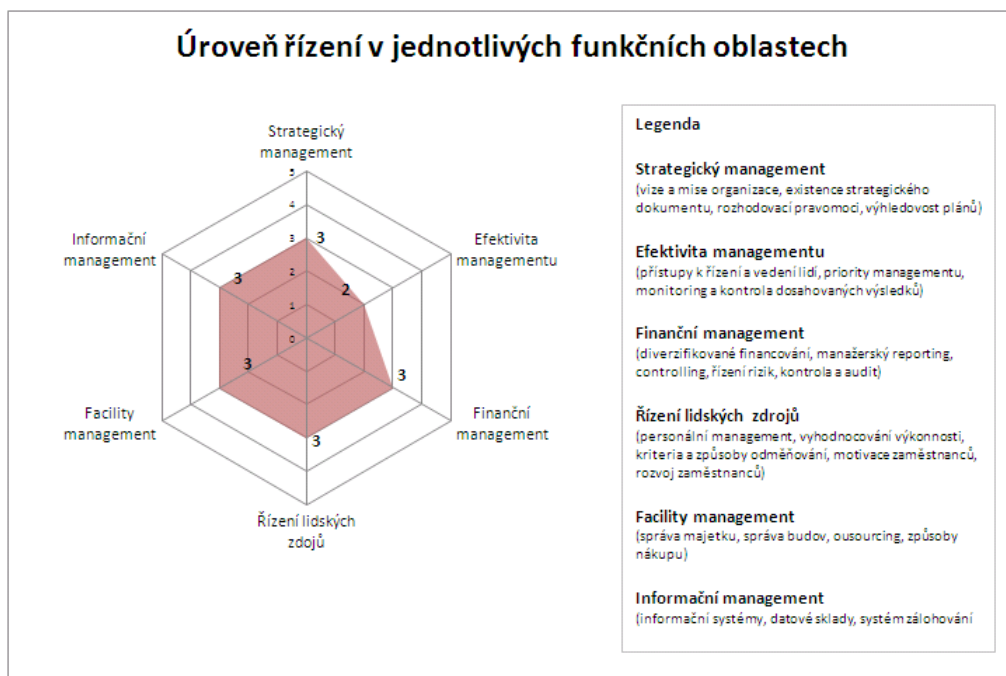 Úroveň řízení v jednotlivých funkčních oblastech
Strategický
management
5
4
3
2
1
0
3
2
3
3
3
3
Efektivita
managementu
Finanční
management
Řízení lidských
zdojů
Facility
management
Informační
management
Legenda
Strategický management
(vize a mise organizace, existence strategického
dokumentu, rozhodovací pravomoci, výhledovost plánů)
Efektivita managementu
(přístupy k řízení a vedení lidí, priority managementu,
monitoring a kontrola dosahovaných výsledků)
Finanční management
(diverzifikované financování, manažerský reporting,
controlling, řízení rizik, kontrola a audit)
Řízení lidských zdrojů
(personální management, vyhodnocování výkonnosti,
kriteria a způsoby odměňování, motivace zaměstnanců,
rozvoj zaměstnanců)
Facility management
(správa majetku, správa budov, ousourcing, způsoby
nákupu)
Informační management
(informační systémy, datové sklady, systém zálohování